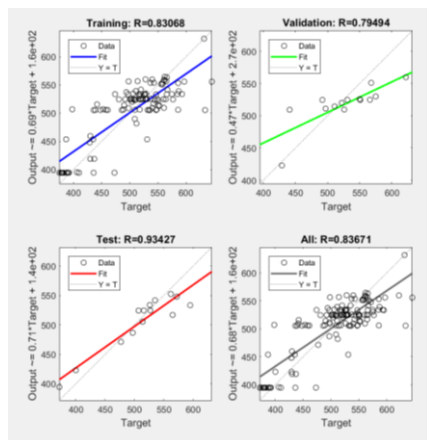 Training: R=0.83068
Output ~= 0.69*Target + 1.6e+02
Data
Fit
Y = T
600
550
500
450
400
400 450 500 550 600
Target
Validation: R=0.79494
Output ~= 0.47*Target + 2.7e+02
Data
Fit
Y = T
600
550
500
450
400
400 450 500 550 600
Target
Test: R=0.93427
Output ~= 0.71*Target + 1.4e+02
Data
Fit
Y = T
600
550
500
450
400
400 450 500 550 600
Target
All: R=0.83671
Output ~= 0.68*Target + 1.6e+02
Data
Fit
Y = T
600
550
500
450
400
400 450 500 550 600
Target